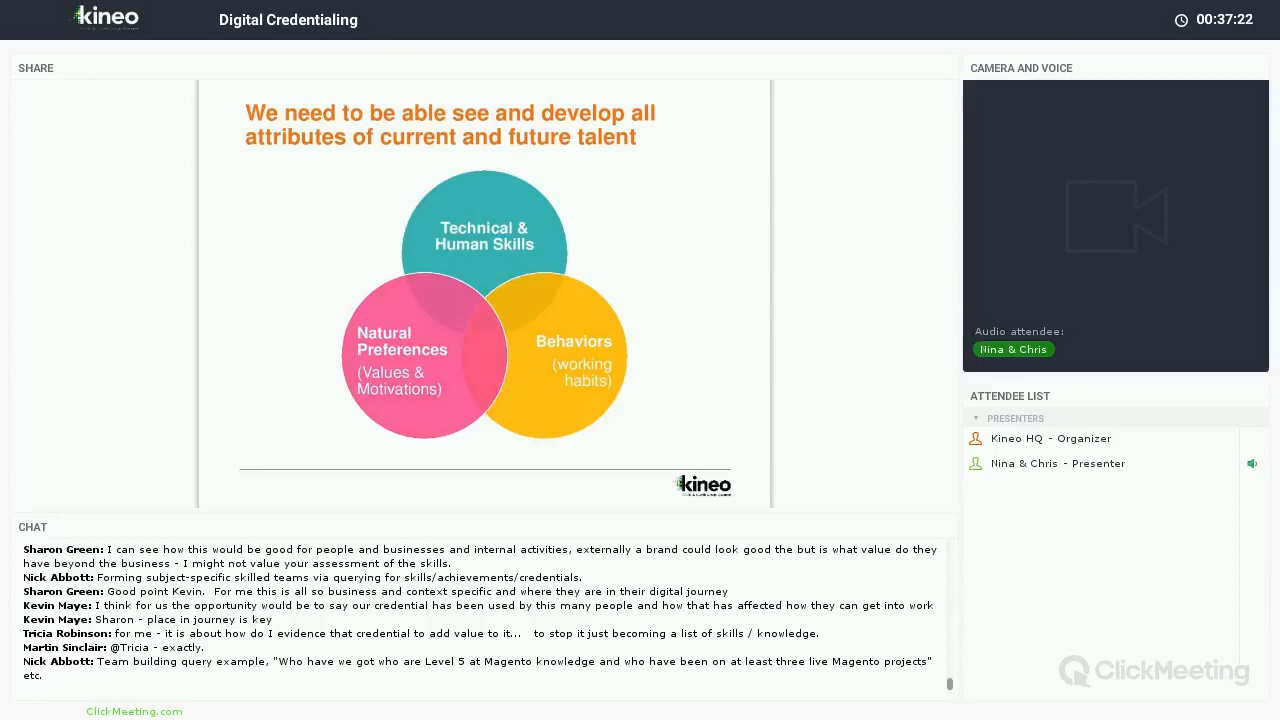 kineo
Digital Credentialing
00:37:22
SHARE
We need to be able see and develop all
attributes of current and future talent
Technical &
Human Skills
Natural
Preferences
(Values &
Motivations)
Behaviors
(working
habits)
kineo
CAMERA AND VOICE
Audio attendee:
Nina & Chris
ATTENDEE LIST
PRESENTERS
Kineo HQ - Organizer
Nina & Chris - Presenter
CHAT
Sharon Green: I can see how this would be good for people and businesses and internal activities, externally a brand could look good the but is what value do they
have beyond the business - I might not value your assessment of the skills.
Nick Abbott: Forming subject-specific skilled teams via querying for skills/achievements/credentials.
Sharon Green: Good point Kevin.  For me this is all so business and context specific and where they are in their digital journey
Kevin Maye: I think for us the opportunity would be to say our credential has been used by this many people and how that has affected how they can get into work
Kevin Maye: Sharon - place in journey is key
Tricia Robinson: for me - it is about how do I evidence that credential to add value to it...   to stop it just becoming a list of skills / knowledge.
Martin Sinclair: @Tricia - exactly.
Nick Abbott: Team building query example, "Who have we got who are Level 5 at Magento knowledge and who have been on at least three live Magento projects"
etc.
ClickMeeting
ClickMeeting.com